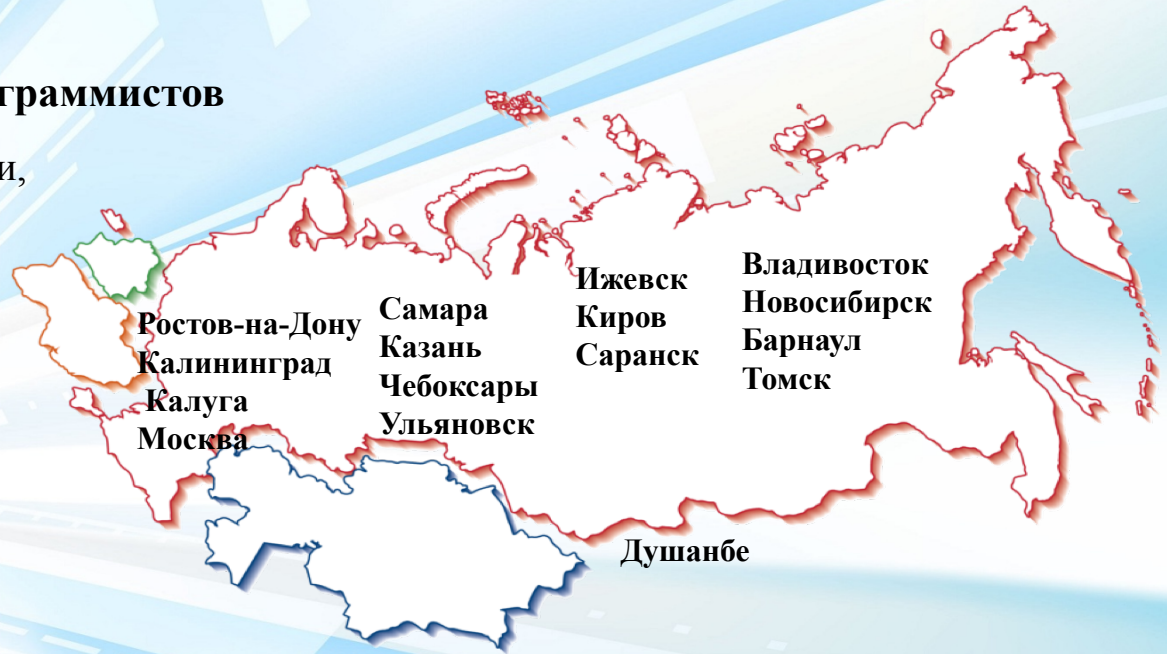 граммистов
и,
Ростов-на-Дону
Калининград
Калуга
Москва
Самара
Казань
Чебоксары
Ульяновск
Ижевск
Киров
Саранск
Владивосток
Новосибирск
Барнаул
Томск
Душанбе